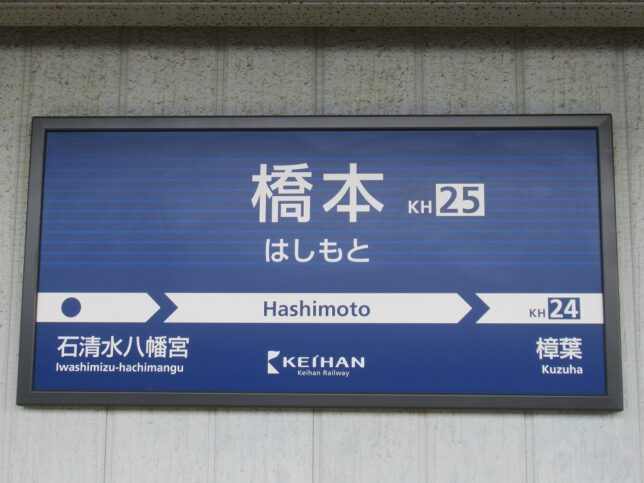 橋本 KH 25
はしもと
Hashimoto
KH 24
石清水八幡宮
Iwashimizu-hachimangu
KEIHAN
Keihan Railway
樟葉
Kuzuha